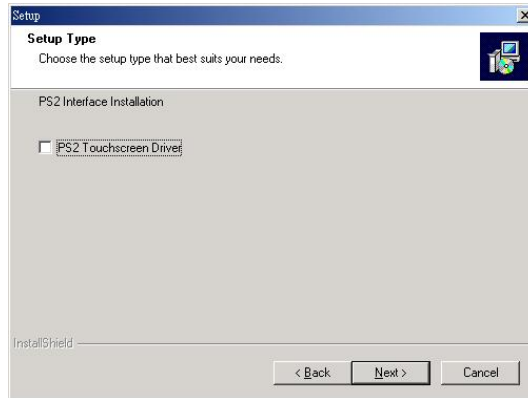 Setup
Setup Type
Choose the setup type that best suits your needs.
PS2 Interface Installation
PS2 Touchscreen Driver
InstallShield
< Back
Next >
Cancel